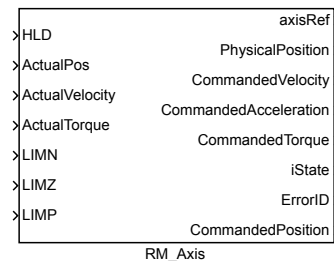 axisRef
HLD
PhysicalPosition
ActualPos
CommandedVelocity
ActualVelocity
CommandedAcceleration
ActualTorque
CommandedTorque
LIMN
iState
LIMZ
ErrorID
LIMP
CommandedPosition
RM_Axis